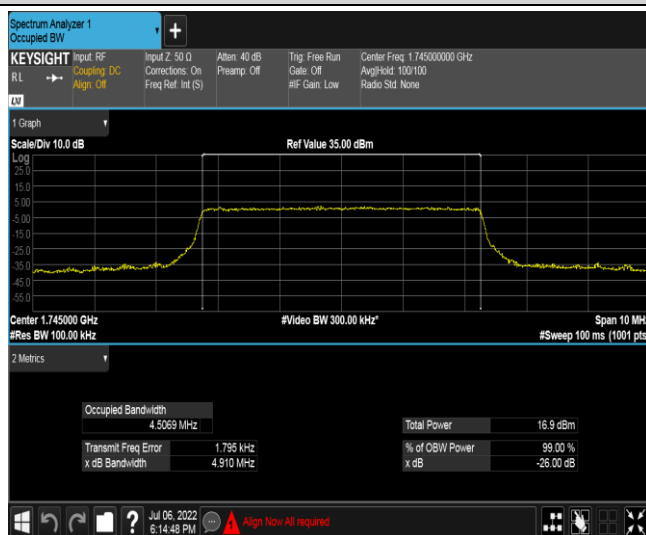 Spectrum Analyzer 1
Occupied BW
+
KEYSIGHT
R L
LXI
Input: RF
Coupling: DC
Align: Off
Input Z: 50 Ω
Corrections: On
Freq Ref: Int (S)
Atten: 40 dB
Preamp: Off
Trig: Free Run
Gate: Off
#IF Gain: Low
Center Freq: 1.745000000 GHz
Avg|Hold: 100/100
Radio Std: None
1 Graph
Scale/Div 10.0 dB
Ref Value 35.00 dBm
Log
25.0
15.0
5.00
-5.00
-15.0
-25.0
-35.0
-45.0
-55.0
Center 1.745000 GHz
#Video BW 300.00 kHz*
Span 10 MHz
#Res BW 100.00 kHz
#Sweep 100 ms (1001 pts
2 Metrics
Occupied Bandwidth
4.5069 MHz
Total Power 16.9 dBm
Transmit Freq Error 1.795 kHz
% of OBW Power 99.00 %
x dB Bandwidth 4.910 MHz
x dB -26.00 dB
?
Jul 06, 2022
6:14:48 PM
1
Align Now All required